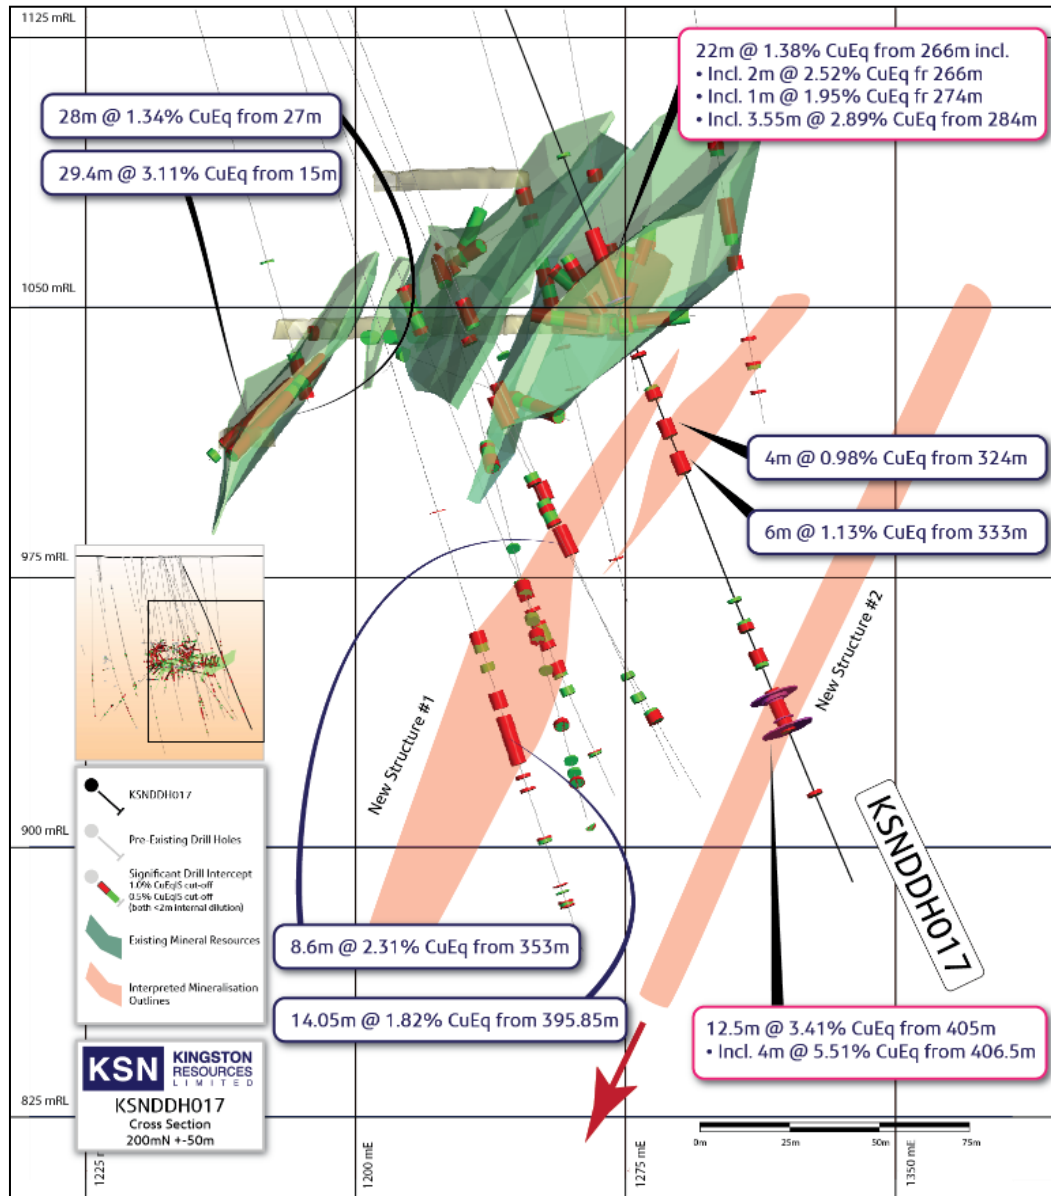 1125 mRL
22m @ 1.38% CuEq from 266m incl.
• Incl. 2m @ 2.52% CuEq fr 266m
• Incl. 1m @ 1.95% CuEq fr 274m
• Incl. 3.55m @ 2.89% CuEq from 284m
28m @ 1.34% CuEq from 27m
29.4m @ 3.11% CuEq from 15m
1050 mRL
4m @ 0.98% CuEq from 324m
6m @ 1.13% CuEq from 333m
975 mRL
New Structure #1
New Structure #2
KSNDDH017
Pre-Existing Drill Holes
Significant Drill Intercept
1.0% CuEqIS cut-off
0.5% CuEqIS cut-off
(both <2m internal dilution)
Existing Mineral Resources
Interpreted Mineralisation
Outlines
900 mRL
KSNDDH017
8.6m @ 2.31% CuEq from 353m
14.05m @ 1.82% CuEq from 395.85m
12.5m @ 3.41% CuEq from 405m
• Incl. 4m @ 5.51% CuEq from 406.5m
KSN
KINGSTON
RESOURCES
LIMITED
KSNDDH017
Cross Section
200mN +-50m
825 mRL
0m 25m 50m 75m
1225
1200 mE
1275 mE
1350 mE